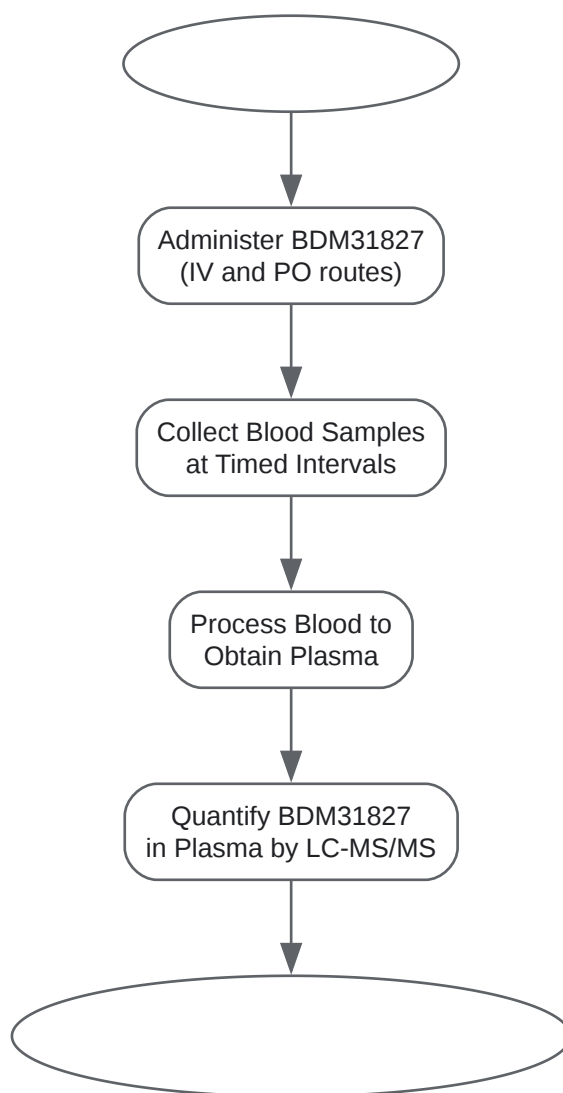 Administer BDM31827
(IV and PO routes)
Collect Blood Samples
at Timed Intervals
Process Blood to
Obtain Plasma
Quantify BDM31827
in Plasma by LC-MS/MS